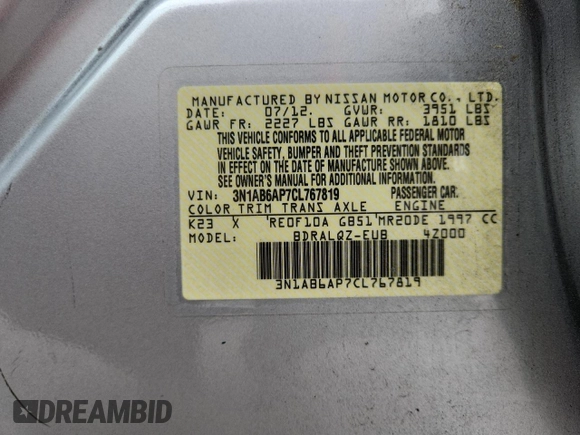 MANUFACTURED BY NISSAN MOTOR CO., LTD.
DATE: 07/12. GVWR: 3951 LBS
GAWR FR: 2227 LBS GAWR RR: 1810 LBS
THIS VEHICLE CONFORMS TO ALL APPLICABLE FEDERAL MOTOR
VEHICLE SAFETY, BUMPER AND THEFT PREVENTION STANDARDS
IN EFFECT ON THE DATE OF MANUFACTURE SHOWN ABOVE.
SEE OWNER'S MANUAL FOR ADDITIONAL INFORMATION.
VIN: 3N1AB6AP7CL767819 PASSENGER CAR.
COLOR TRIM TRANS AXLE ENGINE
K23 X RE0F10A GB51 MR20DE 1997 CC
MODEL: BDRALQZ-EUB 4Z000
3N1AB6AP7CL767819
DREAMBID